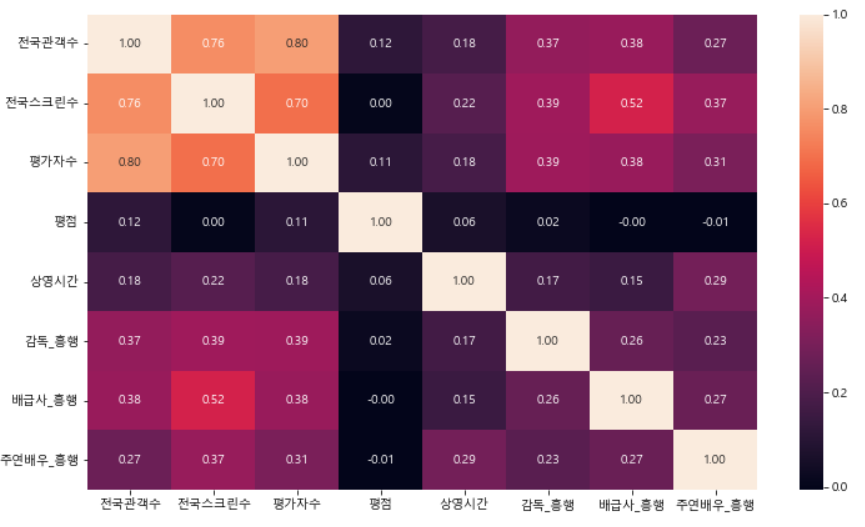 전국관객수 1.00 0.76 0.80 0.12 0.18 0.37 0.38 0.27
전국스크린수 0.76 1.00 0.70 0.00 0.22 0.39 0.52 0.37
평가자수 0.80 0.70 1.00 0.11 0.18 0.39 0.38 0.31
평점 0.12 0.00 0.11 1.00 0.06 0.02 -0.00 -0.01
상영시간 0.18 0.22 0.18 0.06 1.00 0.17 0.15 0.29
감독_흥행 0.37 0.39 0.39 0.02 0.17 1.00 0.26 0.23
배급사_흥행 0.38 0.52 0.38 -0.00 0.15 0.26 1.00 0.27
주연배우_흥행 0.27 0.37 0.31 -0.01 0.29 0.23 0.27 1.00
전국관객수 전국스크린수 평가자수 평점 상영시간 감독_흥행 배급사_흥행 주연배우_흥행
1.0
0.8
0.6
0.4
0.2
0.0